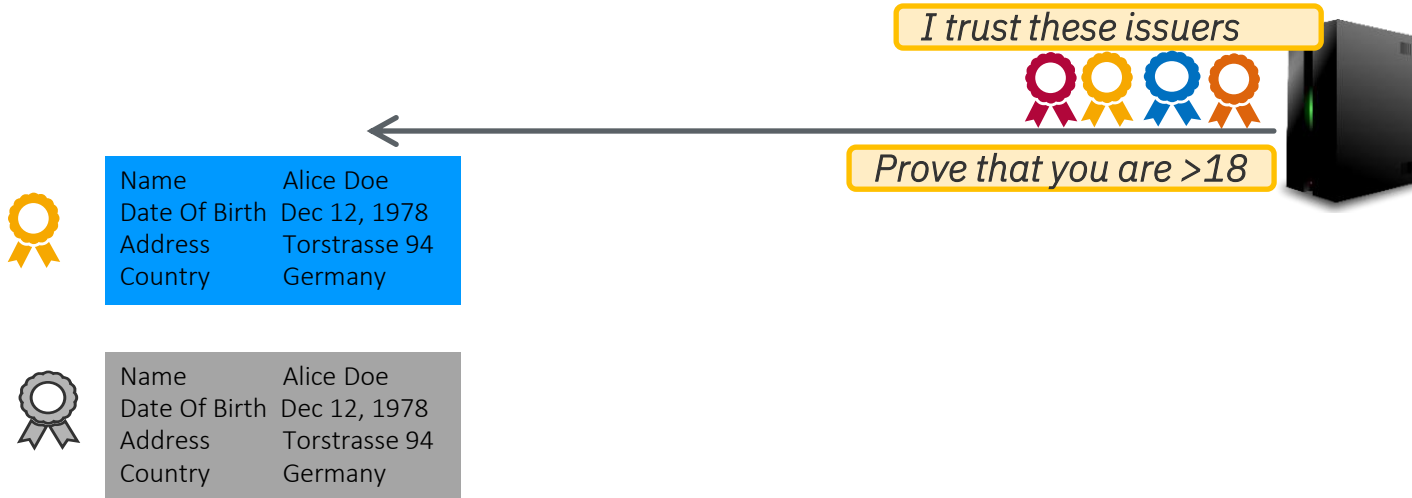 I trust these issuers
Prove that you are >18
Name Alice Doe
Date Of Birth Dec 12, 1978
Address Torstrasse 94
Country Germany
Name Alice Doe
Date Of Birth Dec 12, 1978
Address Torstrasse 94
Country Germany